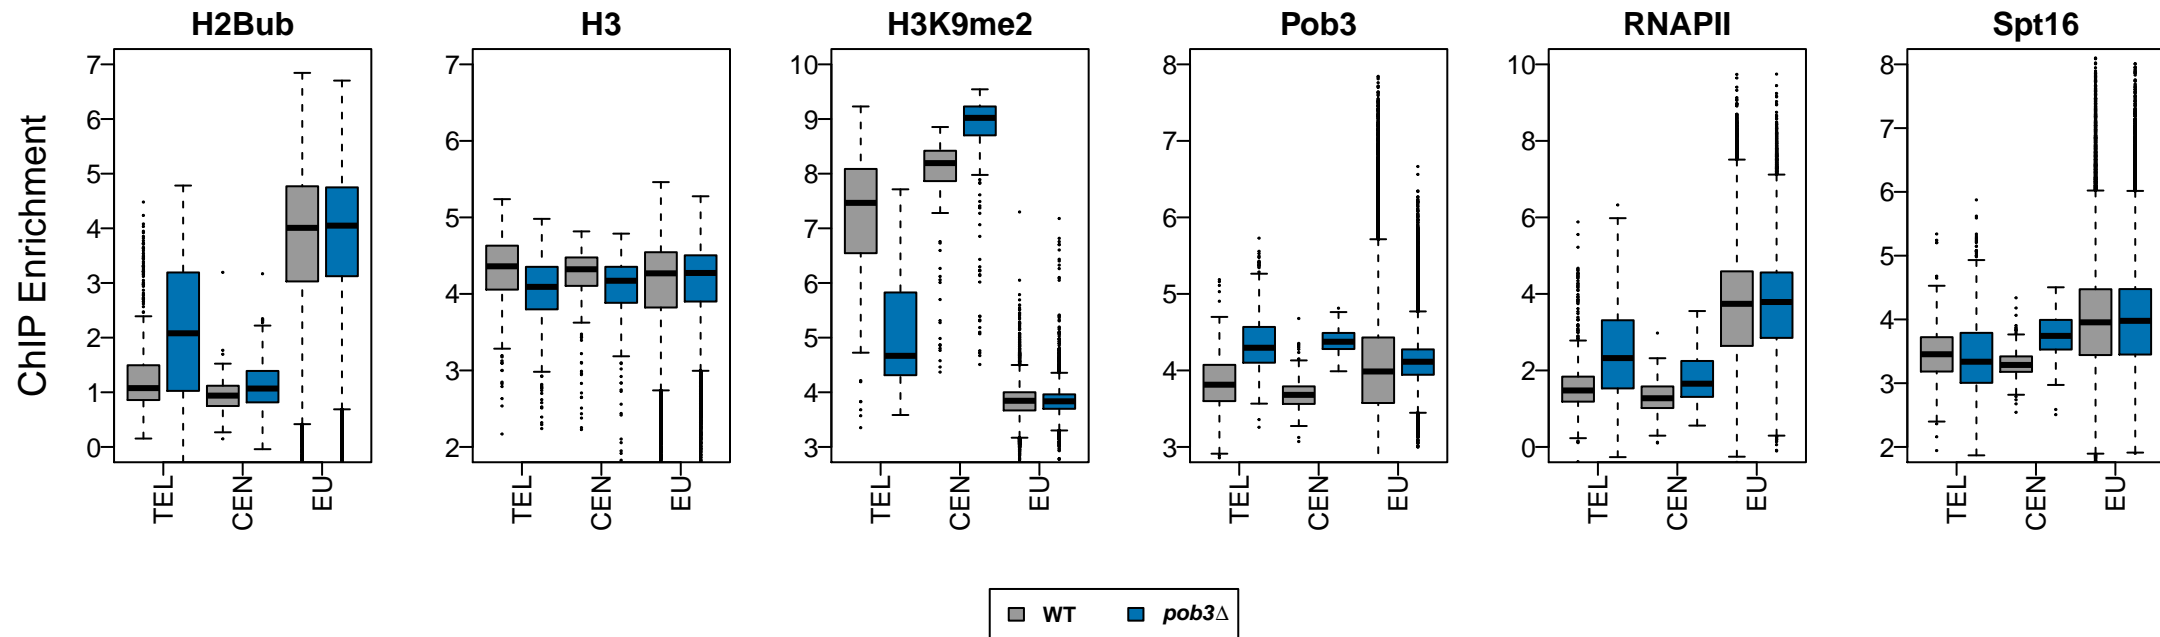 H2Bub H3 H3K9me2 Pob3 RNAPII Spt16
ChIP Enrichment
7 6 5 4 3 2 1 0
TEL CEN EU
7 6 5 4 3 2
TEL CEN EU
10 9 8 7 6 5 4 3
TEL CEN EU
8 7 6 5 4 3
TEL CEN EU
10 8 6 4 2 0
TEL CEN EU
8 7 6 5 4 3 2
TEL CEN EU
WT pob3Δ